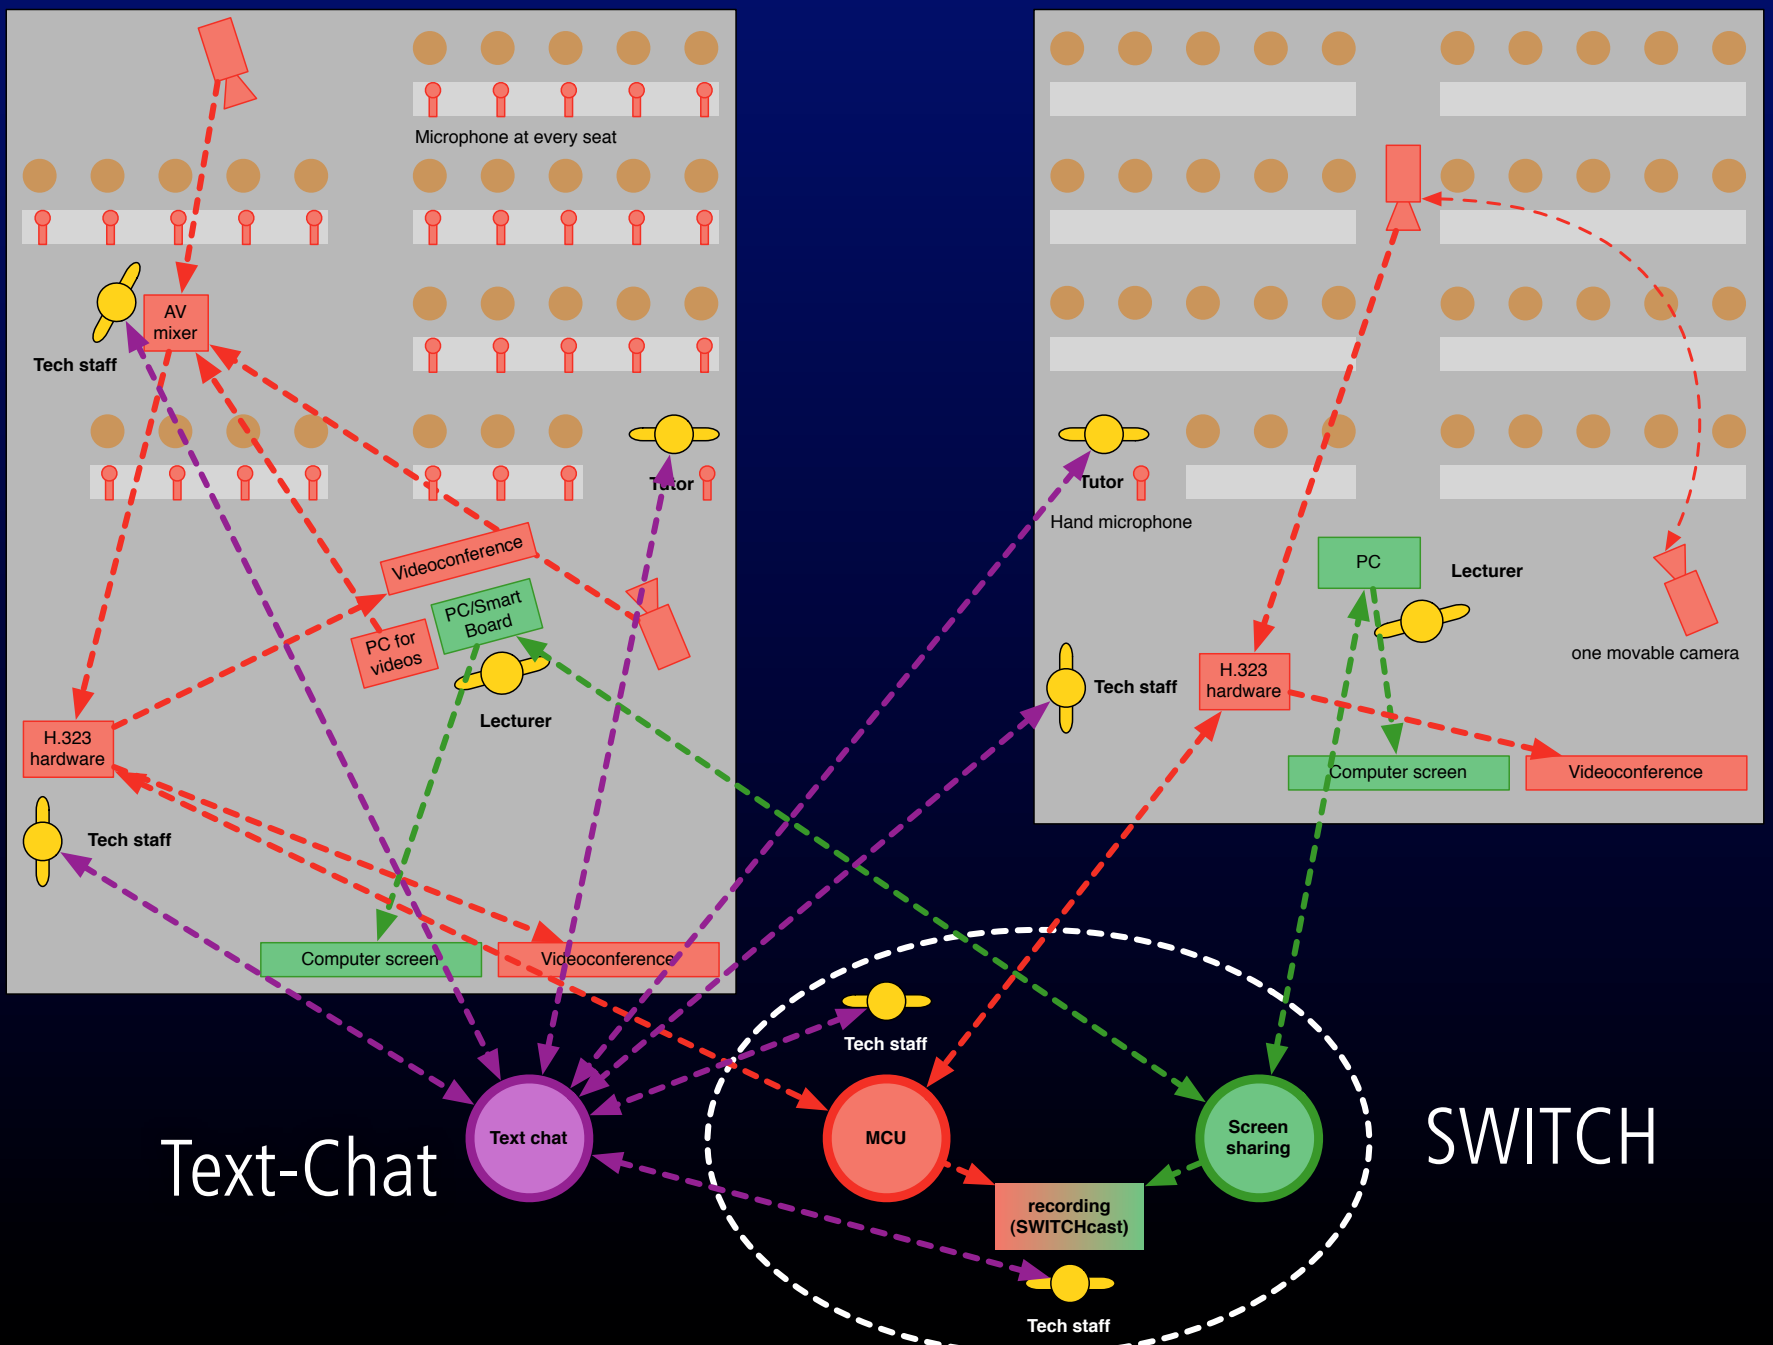 Microphone at every seat
AV
mixer
Tech staff
Tutor
Videoconference
PC/Smart
Board
PC for
videos
Lecturer
H.323
hardware
Tech staff
Computer screen
Videoconference
Tutor
Hand microphone
PC
Lecturer
one movable camera
Tech staff
H.323
hardware
Computer screen
Videoconference
Text-Chat
Text chat
Tech staff
MCU
Screen
sharing
recording
(SWITCHcast)
Tech staff
SWITCH